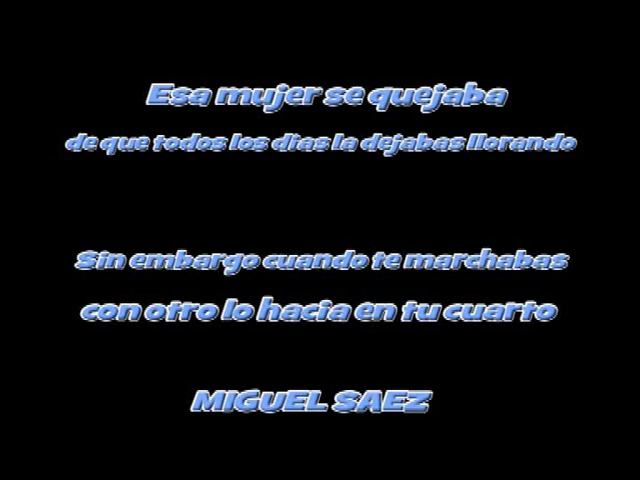 Esa mujer se quejaba
de que todos los dias la dejabas llorando
Sin embargo cuando te marchabas
con otro lo hacia en tu cuarto
MIGUEL SAEZ